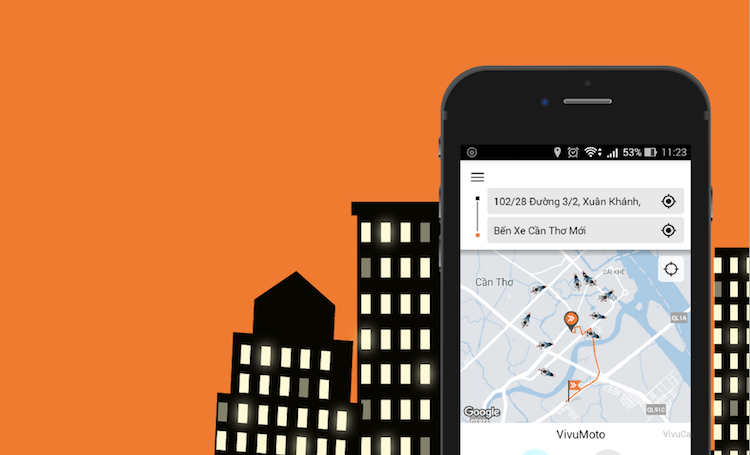 53% 11:23
102/28 Đường 3/2, Xuân Khánh,
Bến Xe Cần Thơ Mới
CÁI KHẾ
Cần Thơ
QL1A
Google
QL91C
VivuMoto
VivuCa